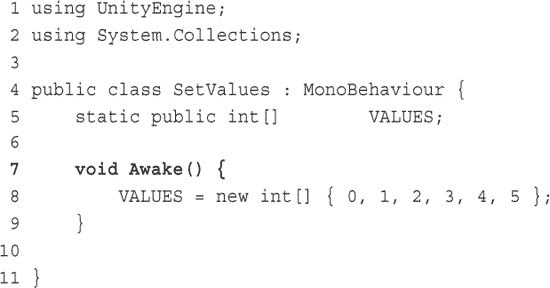 1 using UnityEngine;
2 using System.Collections;
3
4 public class SetValues : MonoBehaviour {
5     static public int[]        VALUES;
6
7     void Awake() {
8         VALUES = new int[] { 0, 1, 2, 3, 4, 5 };
9     }
10
11 }